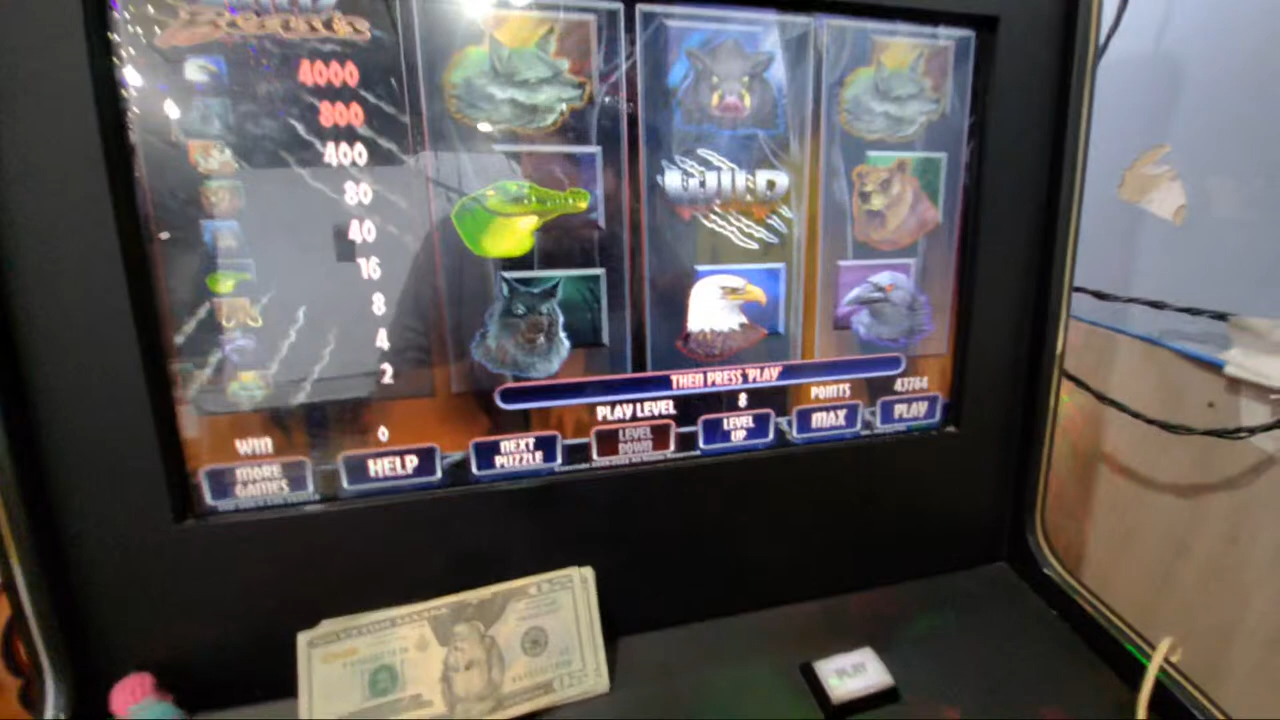 4000
800
400
80
40
16
8
4
2
WILD
THEN PRESS 'PLAY'
WIN 0
PLAY LEVEL 8
POINTS 43764
MORE GAMES
HELP
NEXT PUZZLE
LEVEL DOWN
LEVEL UP
MAX
PLAY
PLAY